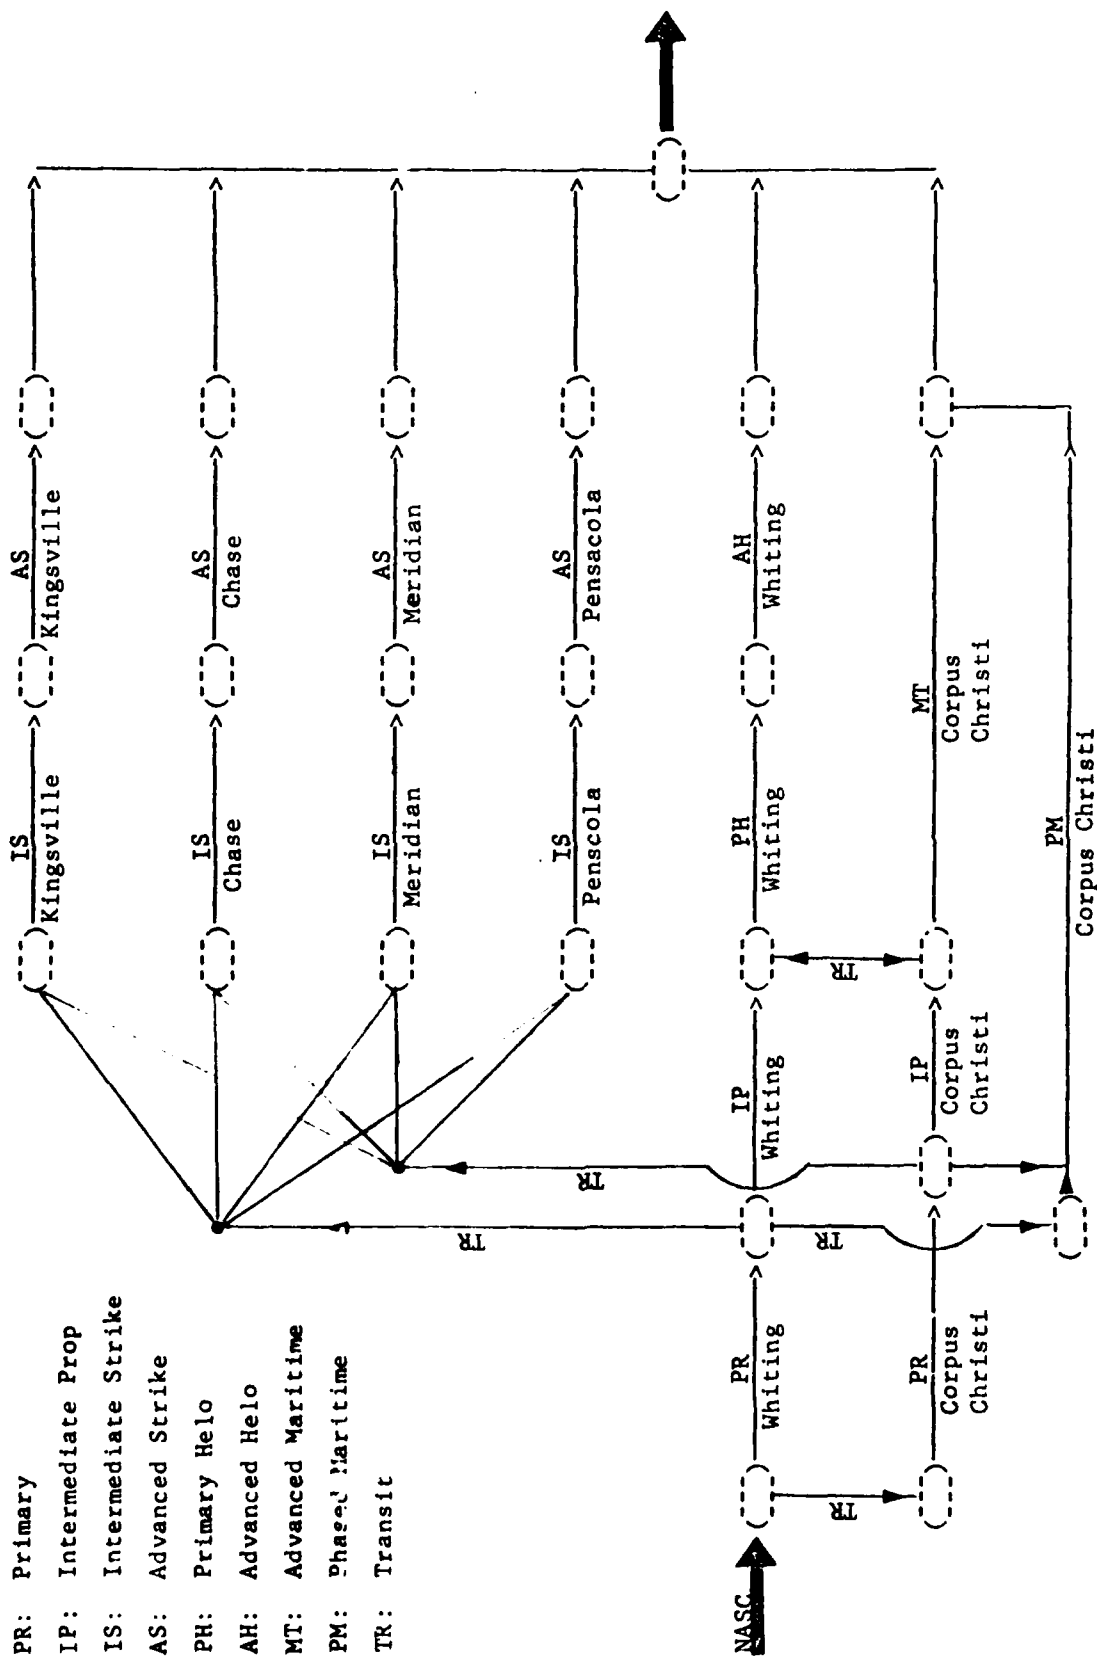 PR: Primary
IP: Intermediate Prop
IS: Intermediate Strike
AS: Advanced Strike
PH: Primary Helo
AH: Advanced Helo
MT: Advanced Maritime
PM: Phased Maritime
TR: Transit
IS
Kingsville
AS
Kingsville
IS
Chase
AS
Chase
IS
Meridian
AS
Meridian
IS
Penscola
AS
Pensacola
TR
TR
NASC
PR
Whiting
IP
Whiting
PH
Whiting
AH
Whiting
TR
TR
TR
PR
Corpus
Christi
IP
Corpus
Christi
MT
Corpus
Christi
PM
Corpus Christi